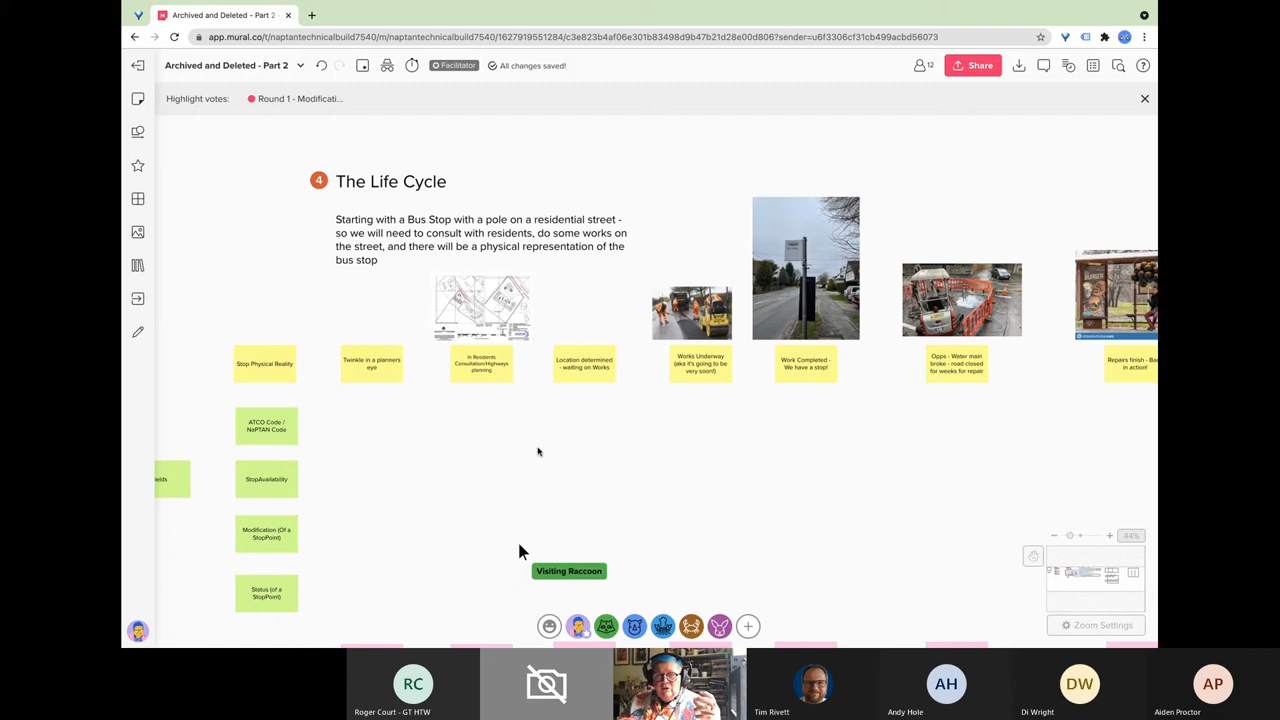 Archived and Deleted - Part 2
app.mural.co/t/naptantechnicalbuild7540/m/naptantechnicalbuild7540/1627919551284/c3e823b4af06e301b83498d9b47b21d28e00d806?sender=u6f3306cf31cb499acbd56073
Archived and Deleted - Part 2
Facilitator
All changes saved!
12
Share
Highlight votes:
Round 1 - Modificati...
4
The Life Cycle
Starting with a Bus Stop with a pole on a residential street -
so we will need to consult with residents, do some works on
the street, and there will be a physical representation of the
bus stop
Stop Physical Reality
Twinkle in a planners
eye
In Residents
Consultation/Highways
planning
Location determined
- waiting on Works
Works Underway
(aka it's going to be
very soon!)
Work Completed -
We have a stop!
Opps - Water main
broke - road closed
for weeks for repair
Repairs finish - Ba
in action!
ATCO Code /
NaPTAN Code
ields
StopAvailability
Modification (Of a
StopPoint)
Status (of a
StopPoint)
Visiting Raccoon
44%
Zoom Settings
RC
Roger Court - GT HTW
Tim Rivett
AH
Andy Hole
DW
Di Wright
AP
Aiden Proctor